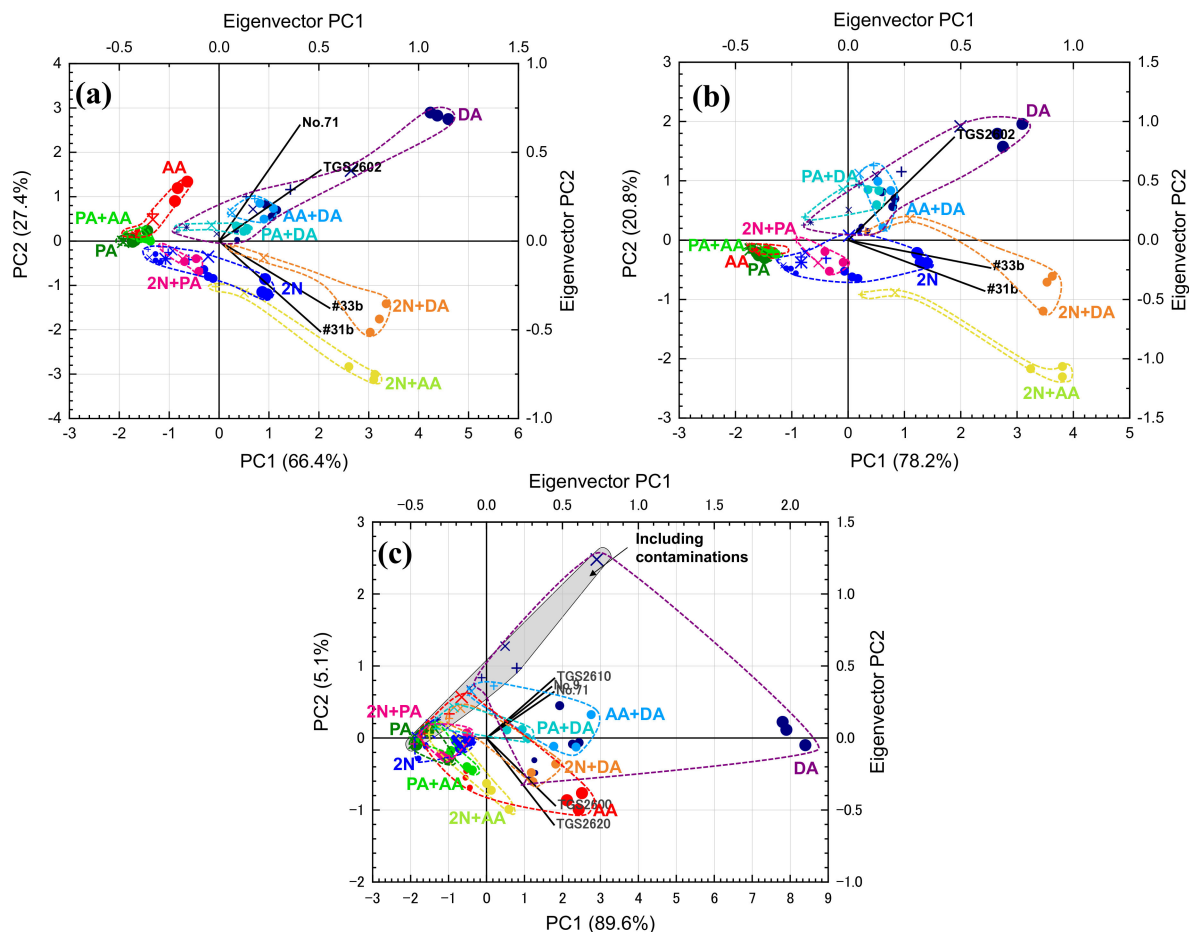 Eigenvector PC1
-0.5 0.0 0.5 1.0 1.5
(a)
4 3 2 1 0 -1 -2 -3 -4
PC2 (27.4%)
1.0 0.5 0.0 -0.5 -1.0
Eigenvector PC2
DA
No.71
TGS2602
AA
PA+AA
AA+DA
PA+DA
PA
2N+PA
2N
#33b
2N+DA
#31b
2N+AA
-3 -2 -1 0 1 2 3 4 5 6
PC1 (66.4%)
Eigenvector PC1
-0.5 0.0 0.5 1.0
(b)
3 2 1 0 -1 -2 -3
PC2 (20.8%)
1.5 1.0 0.5 0.0 -0.5 -1.0 -1.5
Eigenvector PC2
DA
TGS2602
PA+DA
AA+DA
2N+PA
PA+AA
AA
PA
2N
#33b
#31b
2N+DA
2N+AA
-3 -2 -1 0 1 2 3 4 5
PC1 (78.2%)
Eigenvector PC1
-0.5 0.0 0.5 1.0 1.5 2.0
(c)
3 2 1 0 -1 -2
PC2 (5.1%)
1.5 1.0 0.5 0.0 -0.5 -1.0
Eigenvector PC2
Including
contaminations
TGS2610
No.9
No.71
2N+PA
AA+DA
PA
PA+DA
2N
2N+DA
DA
PA+AA
TGS2600
AA
2N+AA
TGS2620
-3 -2 -1 0 1 2 3 4 5 6 7 8 9
PC1 (89.6%)